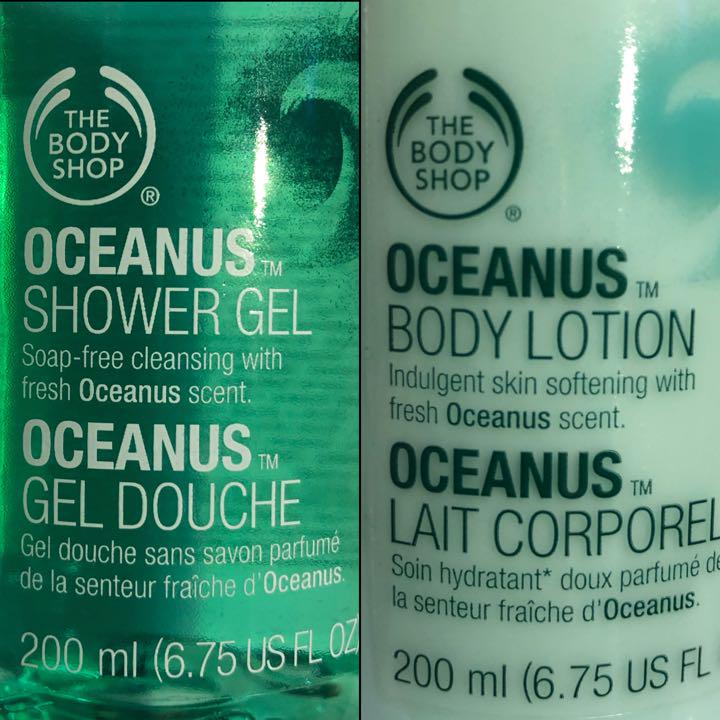 THE
BODY
SHOP
®
OCEANUS™
SHOWER GEL
Soap-free cleansing with
fresh Oceanus scent.
OCEANUS™
GEL DOUCHE
Gel douche sans savon parfumé
de la senteur fraîche d'Oceanus.
200 ml (6.75 US FL OZ)
THE
BODY
SHOP
®
OCEANUS™
BODY LOTION
Indulgent skin softening with
fresh Oceanus scent.
OCEANUS™
LAIT CORPOREL
Soin hydratant* doux parfumé de
la senteur fraîche d'Oceanus.
200 ml (6.75 US FL